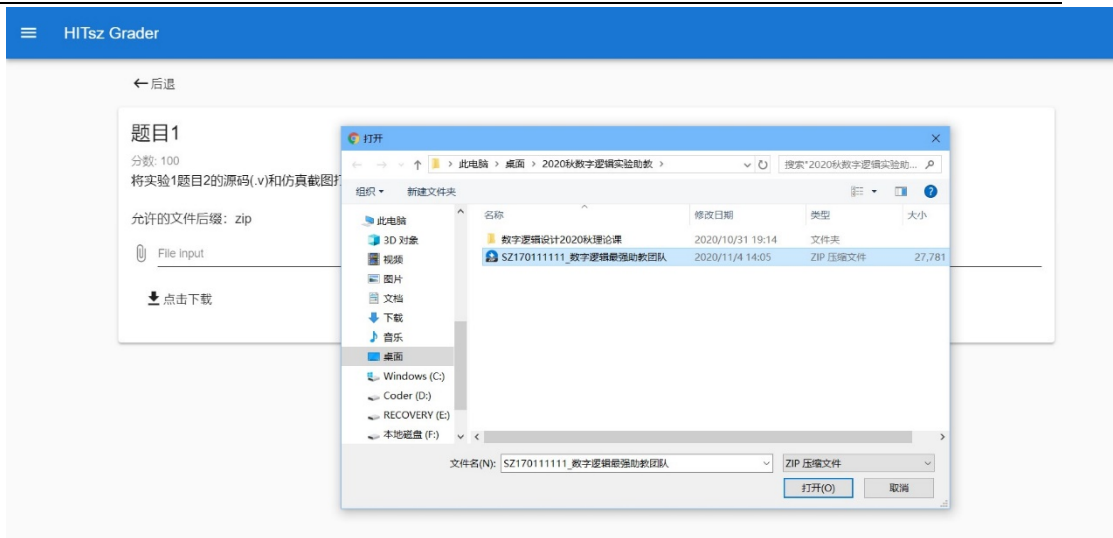 HITsz Grader
后退
题目1
分数: 100
将实验1题目2的源码(.v)和仿真截图打
允许的文件后缀：zip
File input
点击下载
打开
此电脑 › 桌面 › 2020秋数字逻辑实验助教 ›
搜索"2020秋数字逻辑实验助...
组织
新建文件夹
名称 修改日期 类型 大小
此电脑
3D 对象
视频
图片
文档
下载
音乐
桌面
Windows (C:)
Coder (D:)
RECOVERY (E:)
本地磁盘 (F:)
数字逻辑设计2020秋理论课 2020/10/31 19:14 文件夹
SZ170111111_数字逻辑最强助教团队 2020/11/4 14:05 ZIP 压缩文件 27,781
文件名(N): SZ170111111_数字逻辑最强助教团队 ZIP 压缩文件
打开(O) 取消